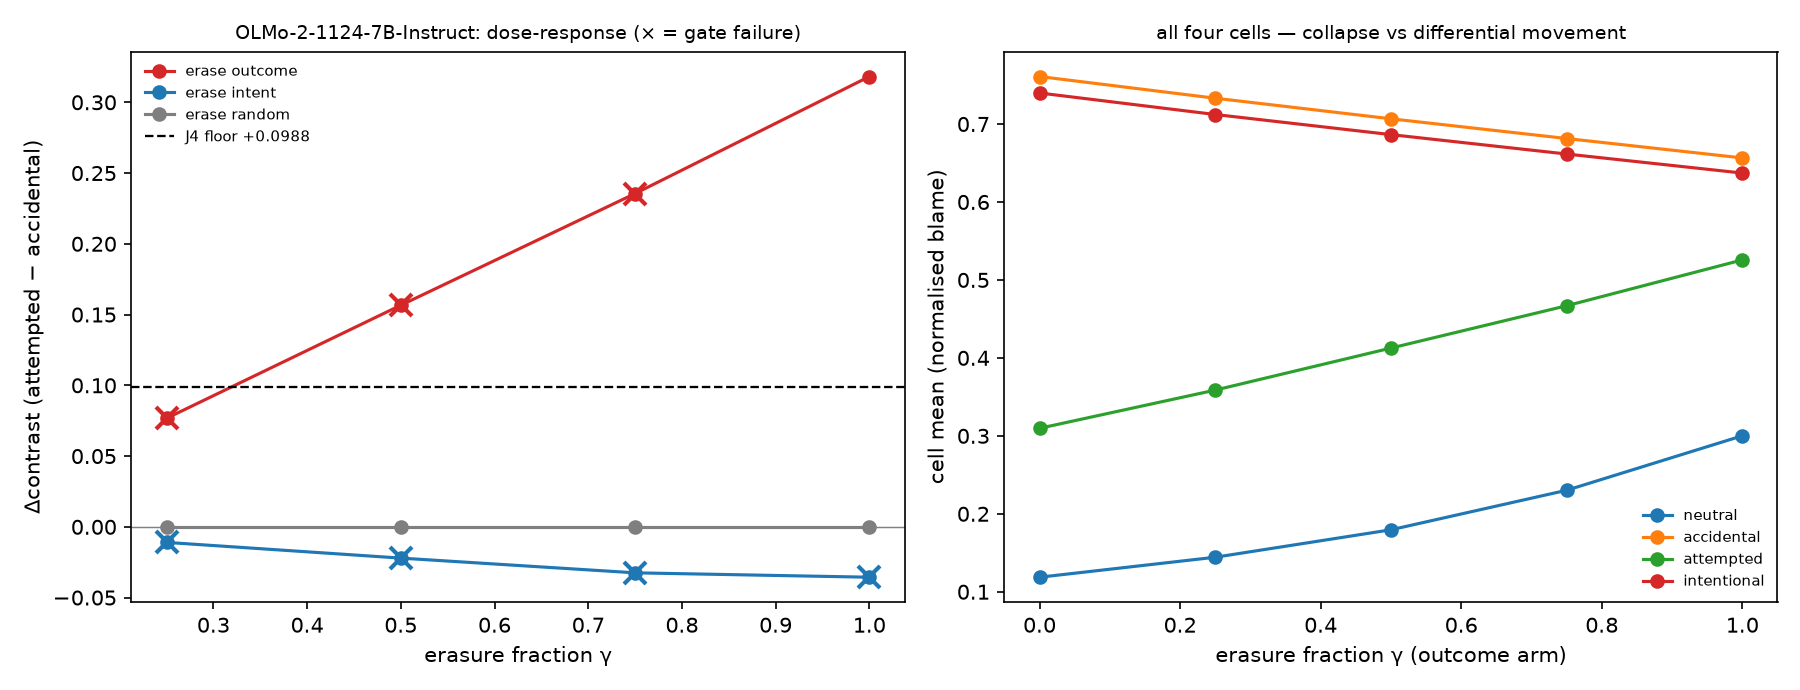 OLMo-2-1124-7B-Instruct: dose-response (× = gate failure)
erase outcome
erase intent
erase random
J4 floor +0.0988
Δcontrast (attempted − accidental)
0.30
0.25
0.20
0.15
0.10
0.05
0.00
−0.05
0.3 0.4 0.5 0.6 0.7 0.8 0.9 1.0
erasure fraction γ
all four cells — collapse vs differential movement
cell mean (normalised blame)
0.7
0.6
0.5
0.4
0.3
0.2
0.1
neutral
accidental
attempted
intentional
0.0 0.2 0.4 0.6 0.8 1.0
erasure fraction γ (outcome arm)